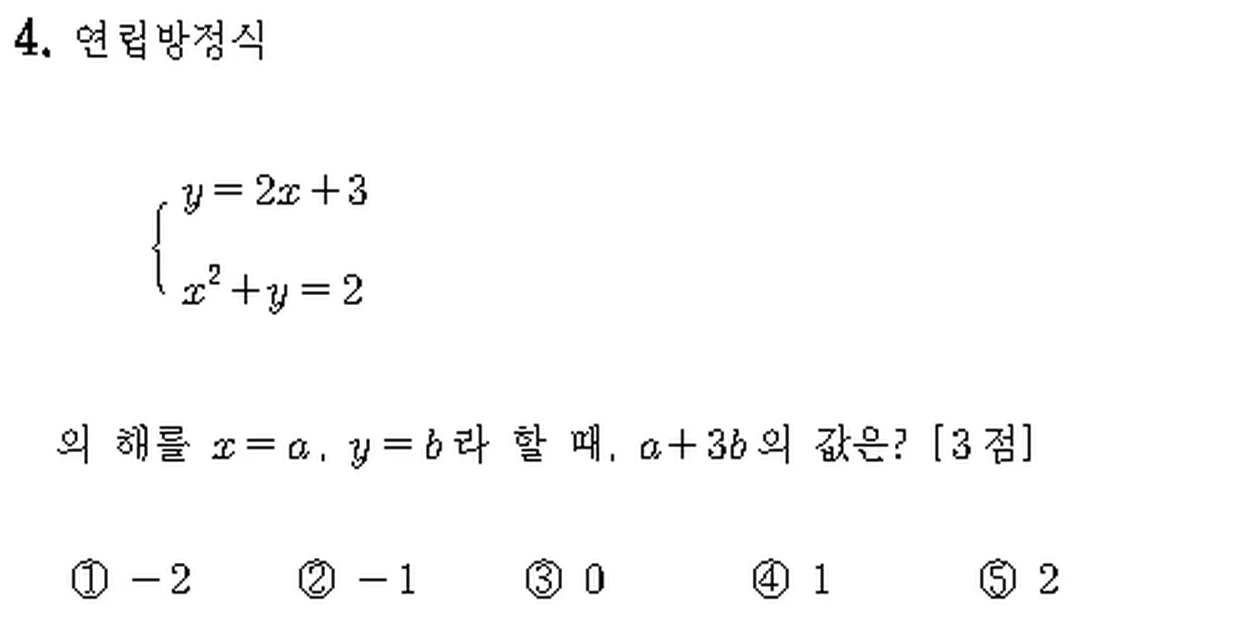 4. 연립방정식
y = 2x + 3
x² + y = 2
의 해를 x = a, y = b라 할 때, a + 3b의 값은? [3점]
① −2 ② −1 ③ 0 ④ 1 ⑤ 2